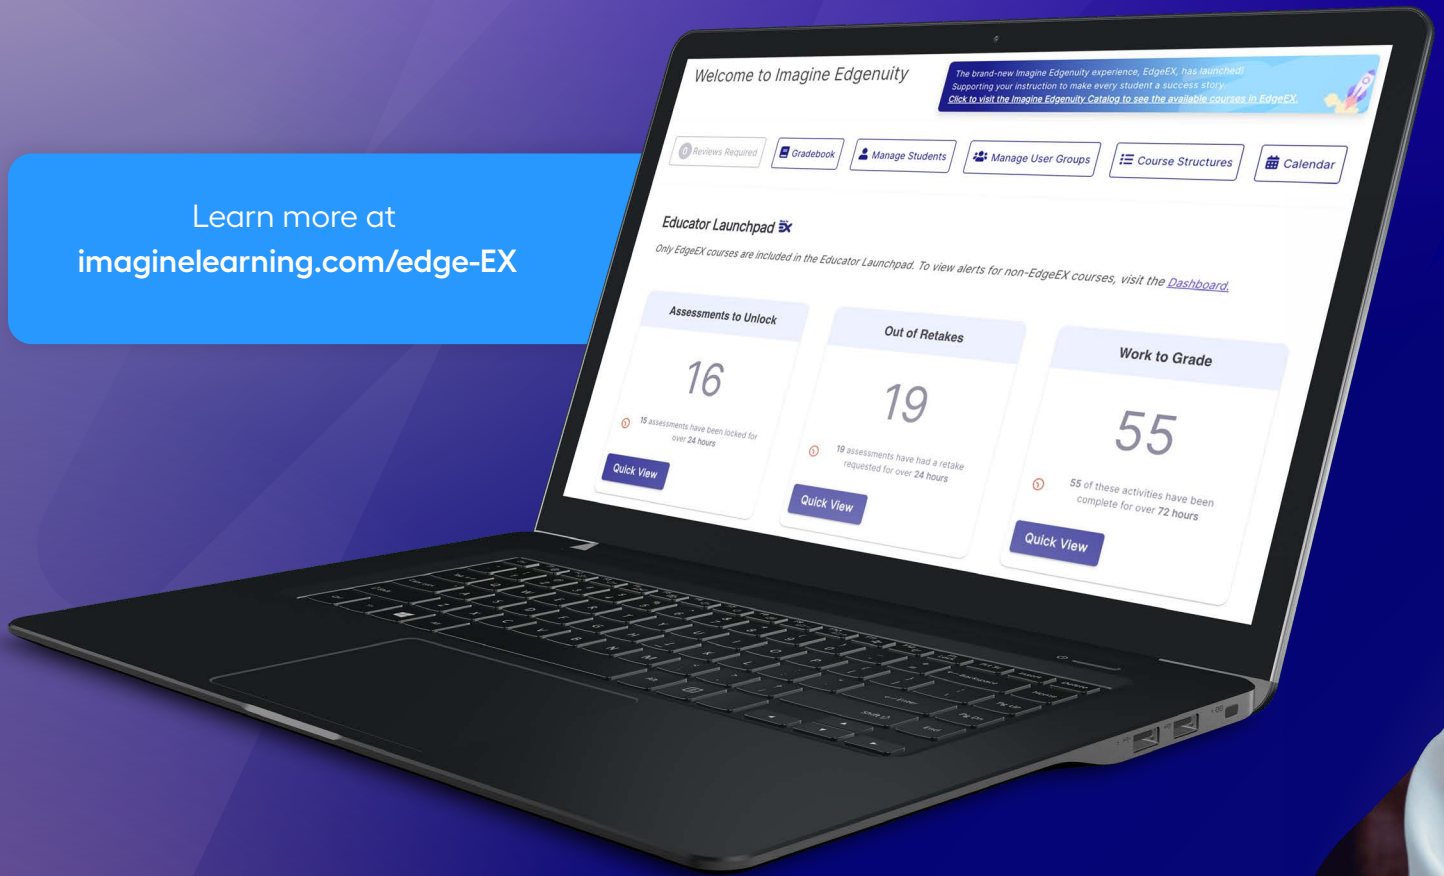 Learn more at
imaginelearning.com/edge-EX
Welcome to Imagine Edgenuity
The brand-new Imagine Edgenuity experience, EdgeEX, has launched!
Supporting your instruction to make every student a success story.
Click to visit the Imagine Edgenuity Catalog to see the available courses in EdgeEX.
0 Reviews Required
Gradebook
Manage Students
Manage User Groups
Course Structures
Calendar
Educator Launchpad EX
Only EdgeEX courses are included in the Educator Launchpad. To view alerts for non-EdgeEX courses, visit the Dashboard.
Assessments to Unlock
16
15 assessments have been locked for
over 24 hours
Quick View
Out of Retakes
19
19 assessments have had a retake
requested for over 24 hours
Quick View
Work to Grade
55
55 of these activities have been
complete for over 72 hours
Quick View